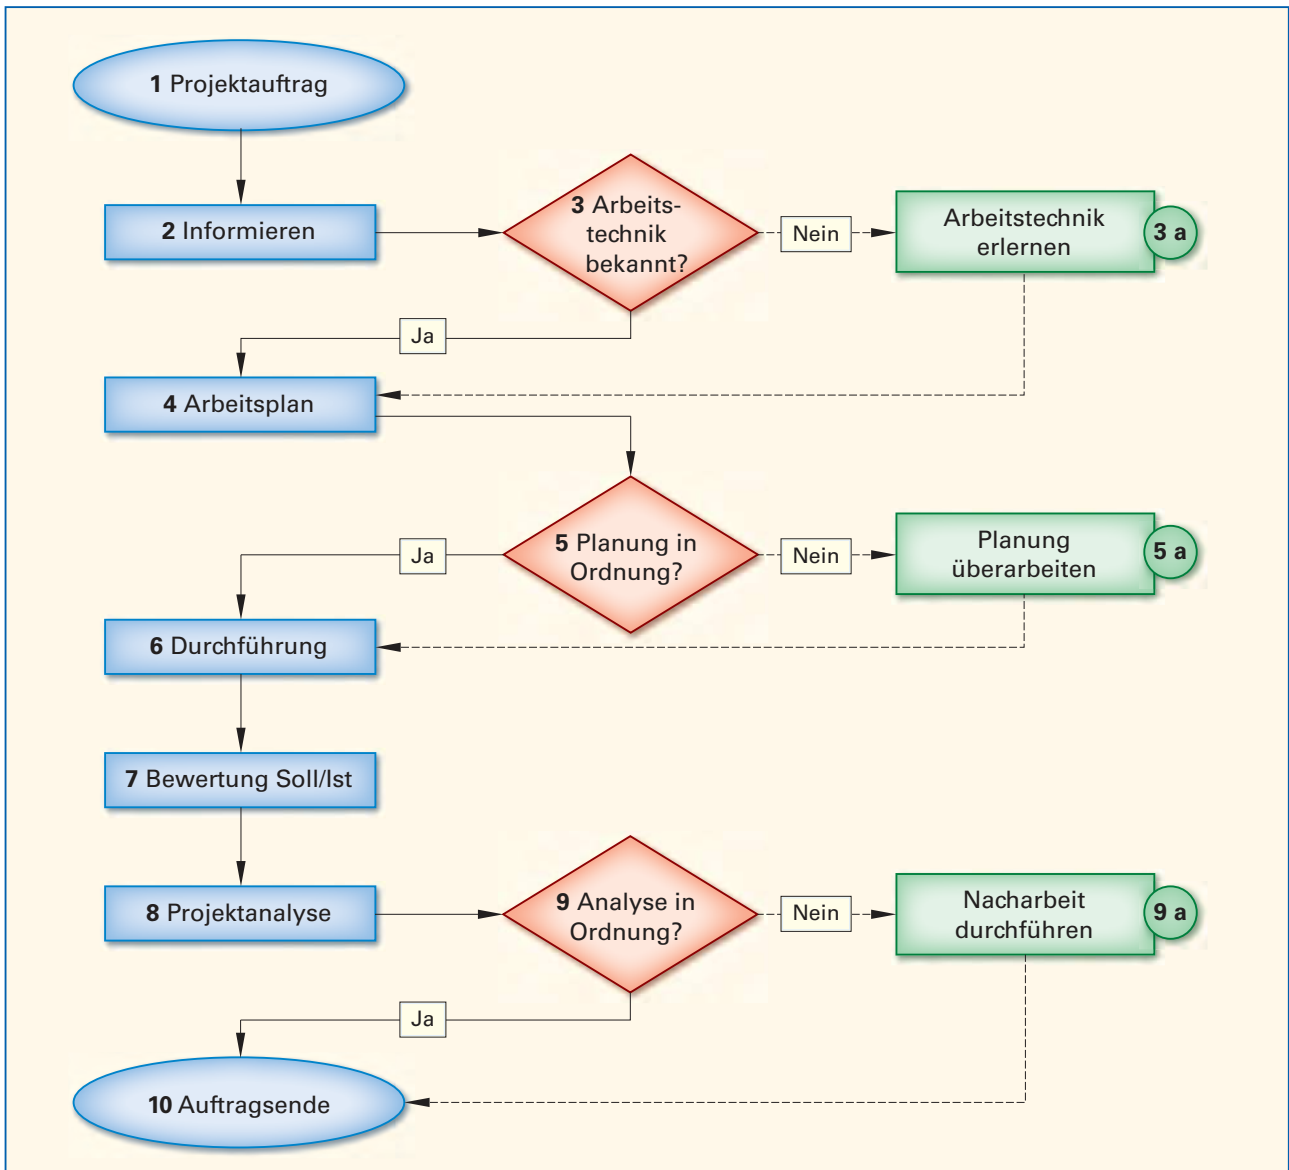 1 Projektauftrag
2 Informieren
3 Arbeits-
technik
bekannt?
Nein
Arbeitstechnik
erlernen
3 a
Ja
4 Arbeitsplan
5 Planung in
Ordnung?
Ja
Nein
Planung
überarbeiten
5 a
6 Durchführung
7 Bewertung Soll/Ist
8 Projektanalyse
9 Analyse in
Ordnung?
Nein
Nacharbeit
durchführen
9 a
Ja
10 Auftragsende